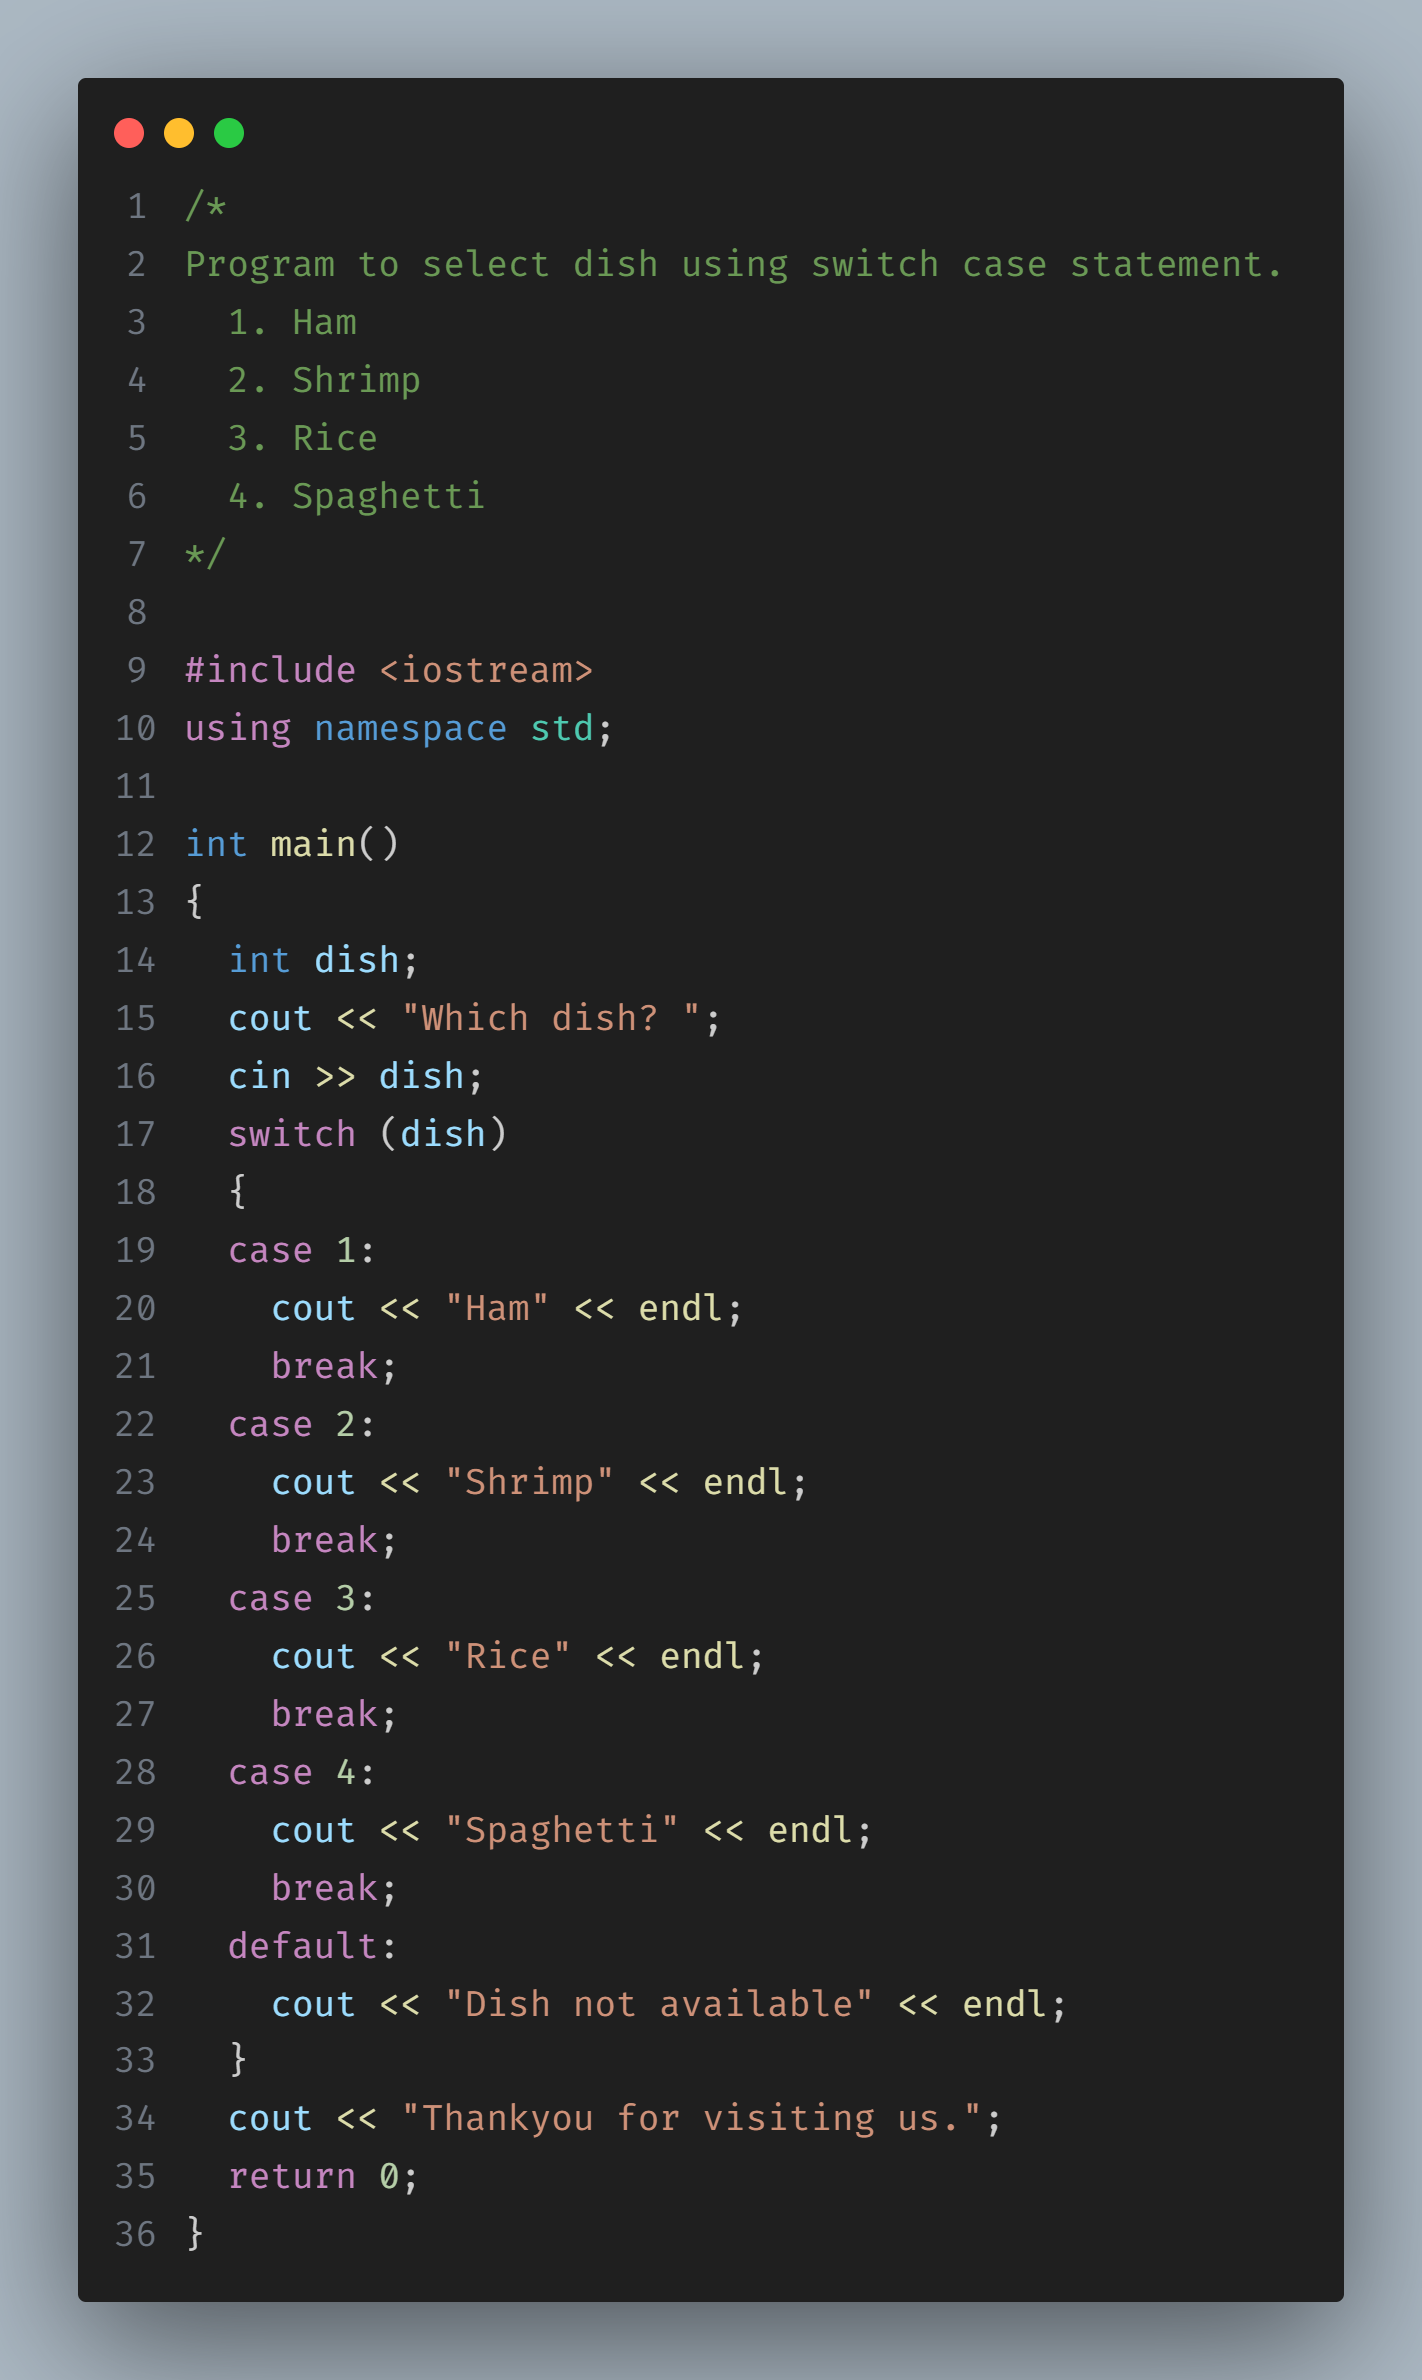 1 /*
2 Program to select dish using switch case statement.
3   1. Ham
4   2. Shrimp
5   3. Rice
6   4. Spaghetti
7 */
8
9 #include <iostream>
10 using namespace std;
11
12 int main()
13 {
14   int dish;
15   cout << "Which dish? ";
16   cin >> dish;
17   switch (dish)
18   {
19   case 1:
20     cout << "Ham" << endl;
21     break;
22   case 2:
23     cout << "Shrimp" << endl;
24     break;
25   case 3:
26     cout << "Rice" << endl;
27     break;
28   case 4:
29     cout << "Spaghetti" << endl;
30     break;
31   default:
32     cout << "Dish not available" << endl;
33   }
34   cout << "Thankyou for visiting us.";
35   return 0;
36 }